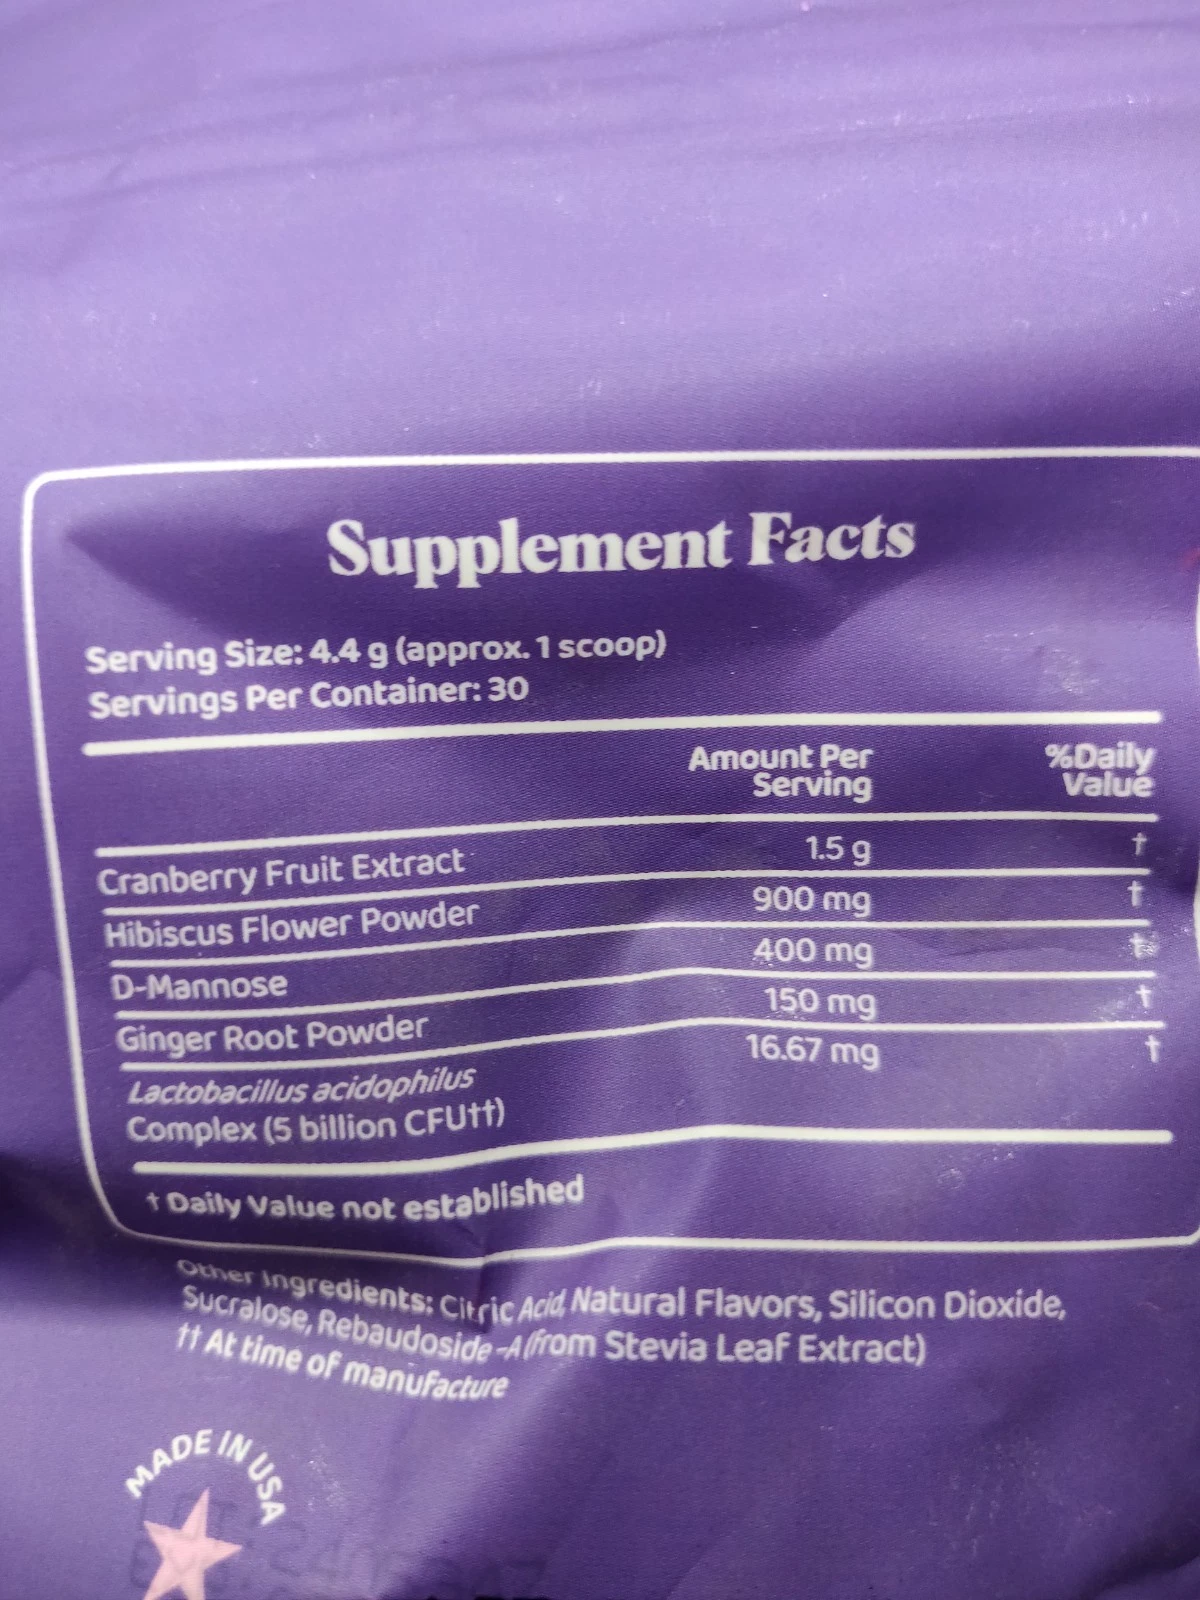 Supplement Facts
Serving Size: 4.4 g (approx. 1 scoop)
Servings Per Container: 30
Amount Per Serving %Daily Value
Cranberry Fruit Extract 1.5 g †
Hibiscus Flower Powder 900 mg †
D-Mannose 400 mg †
Ginger Root Powder 150 mg †
Lactobacillus acidophilus 16.67 mg †
Complex (5 billion CFU††)
† Daily Value not established
Other Ingredients: Citric Acid, Natural Flavors, Silicon Dioxide,
Sucralose, Rebaudoside -A (from Stevia Leaf Extract)
†† At time of manufacture
MADE IN USA